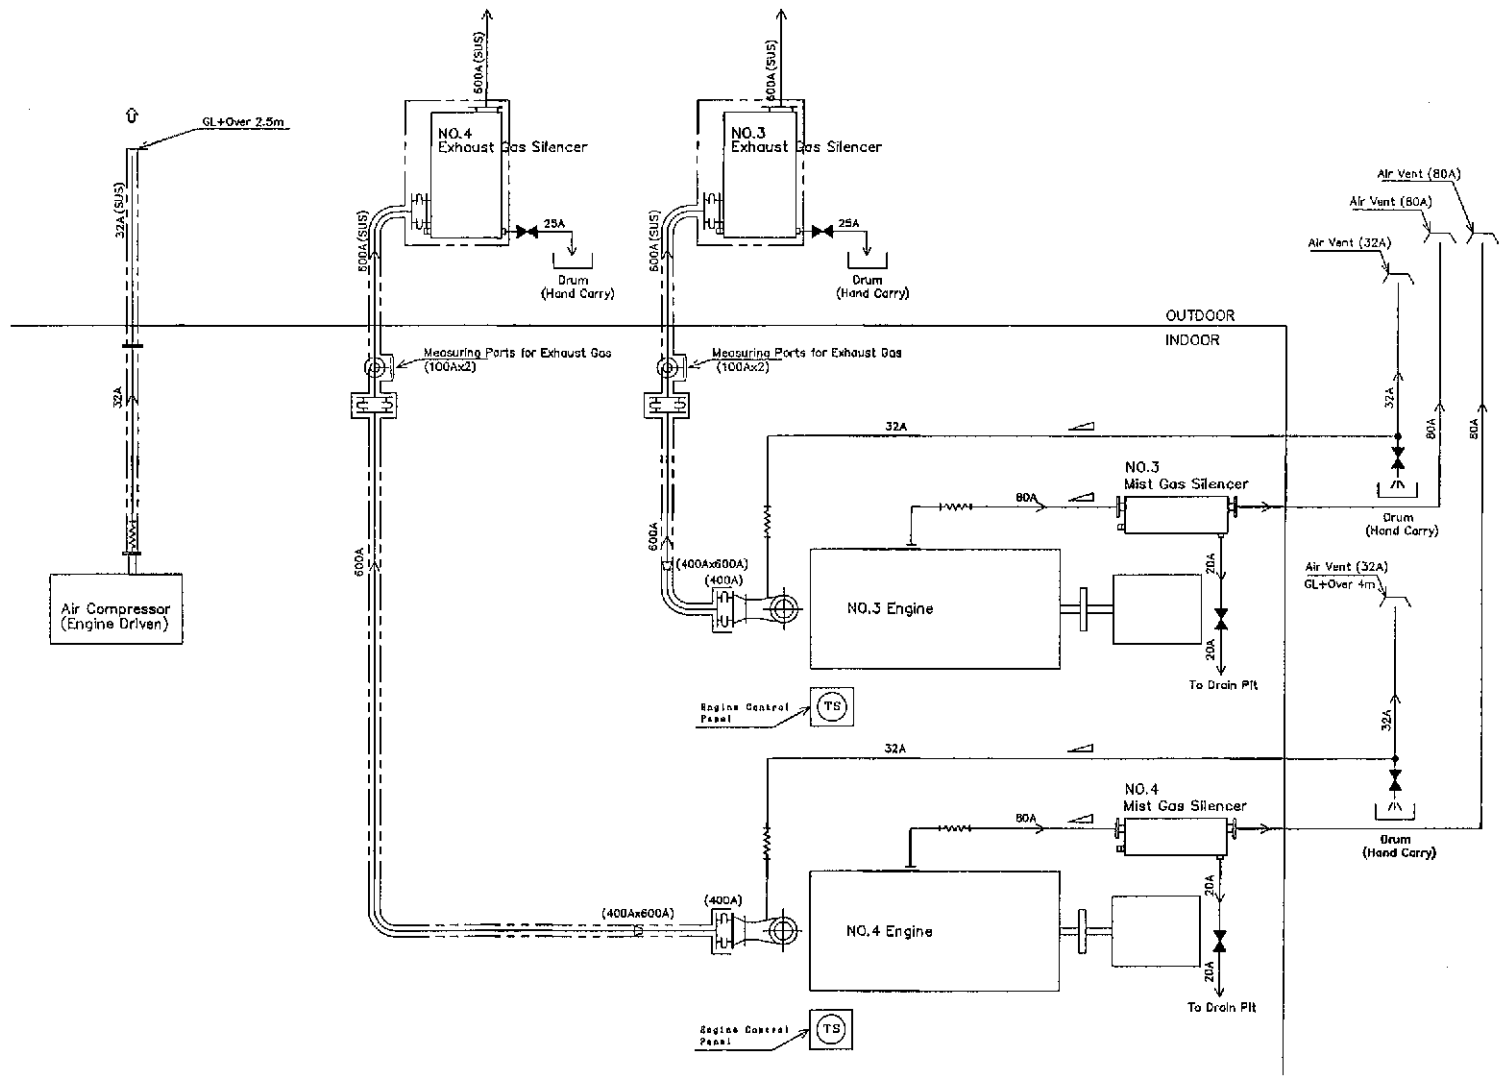 600A(SUS)
600A(SUS)
GL+Over 2.5m
NO.4
Exhaust Gas Silencer
NO.3
Exhaust Gas Silencer
Air Vent (80A)
Air Vent (80A)
Air Vent (32A)
32A(SUS)
600A(SUS)
25A
Drum
(Hand Carry)
600A(SUS)
25A
Drum
(Hand Carry)
OUTDOOR
INDOOR
Measuring Ports for Exhaust Gas
(100Ax2)
Measuring Ports for Exhaust Gas
(100Ax2)
32A
32A
32A
80A
80A
NO.3
Mist Gas Silencer
80A
Drum
(Hand Carry)
600A
600A
(400Ax600A)
(400A)
20A
Air Vent (32A)
GL+Over 4m
Air Compressor
(Engine Driven)
NO.3 Engine
20A
To Drain Pit
Engine Control
Panel
TS
32A
32A
NO.4
Mist Gas Silencer
80A
Drum
(Hand Carry)
20A
(400Ax600A)
(400A)
NO.4 Engine
20A
To Drain Pit
Engine Control
Panel
TS